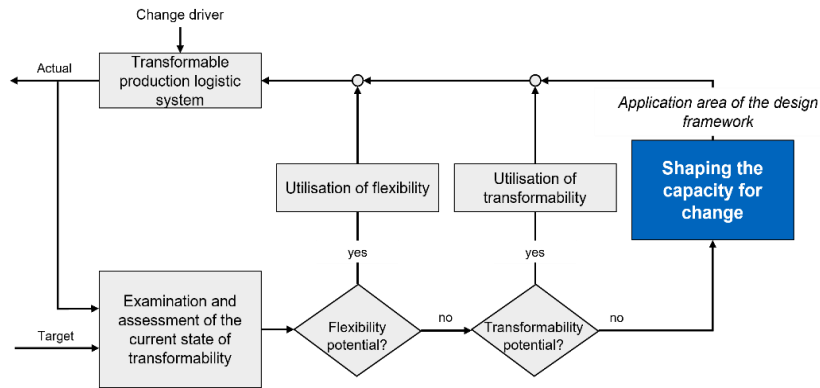 Change driver
Actual
Transformable
production logistic
system
Application area of the design
framework
Utilisation of flexibility
Utilisation of
transformability
Shaping the
capacity for
change
yes
yes
Examination and
assessment of the
current state of
transformability
Target
Flexibility
potential?
no
Transformability
potential?
no